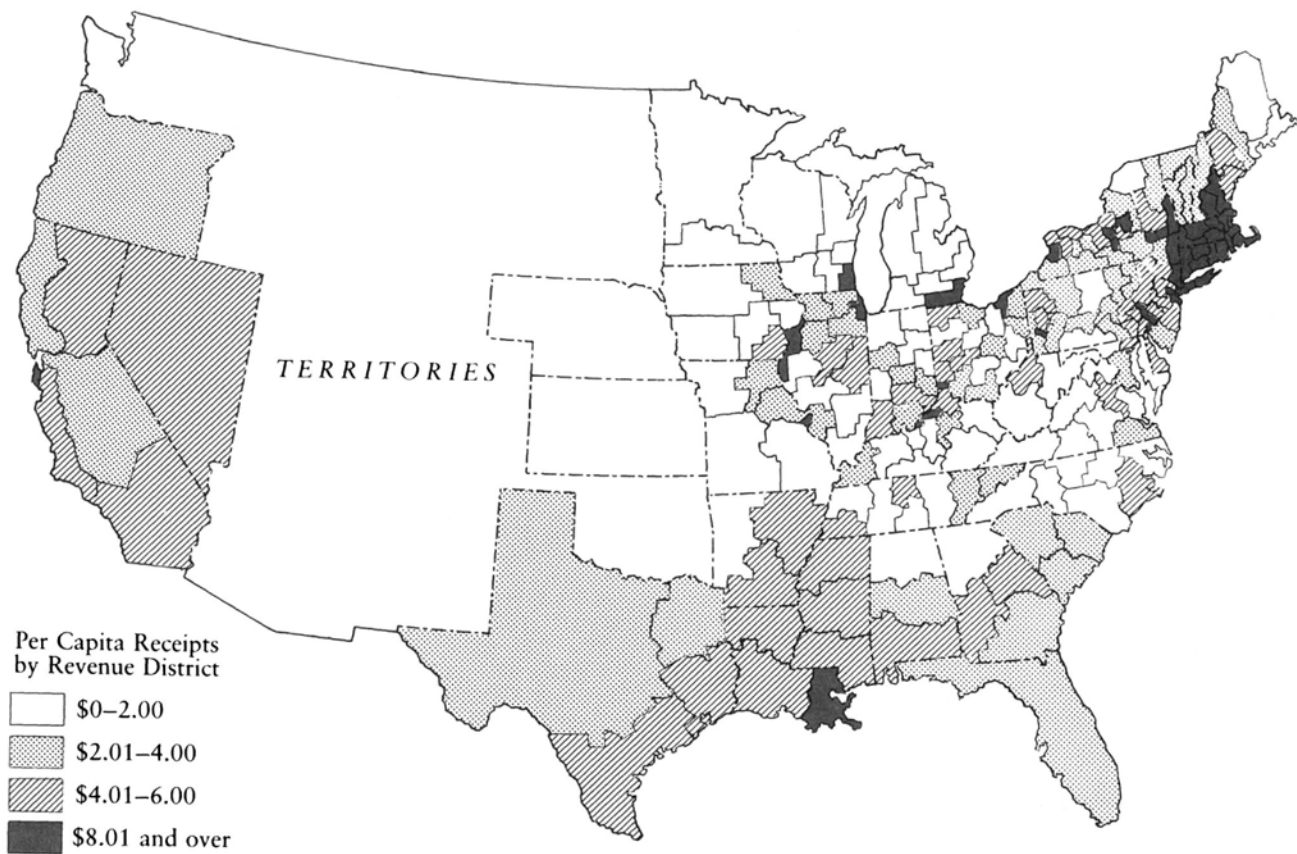 TERRITORIES
Per Capita Receipts
by Revenue District
$0–2.00
$2.01–4.00
$4.01–6.00
$8.01 and over